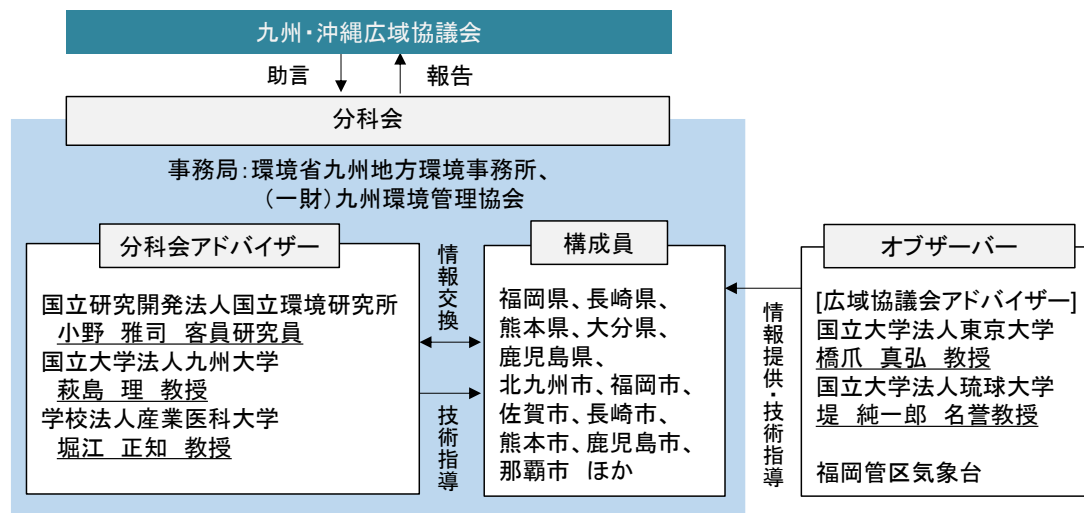 九州・沖縄広域協議会
助言
報告
分科会
事務局：環境省九州地方環境事務所、
（一財）九州環境管理協会
分科会アドバイザー
国立研究開発法人国立環境研究所
小野 雅司 客員研究員
国立大学法人九州大学
萩島 理 教授
学校法人産業医科大学
堀江 正知 教授
情報交換
技術指導
構成員
福岡県、長崎県、
熊本県、大分県、
鹿児島県、
北九州市、福岡市、
佐賀市、長崎市、
熊本市、鹿児島市、
那覇市 ほか
情報提供・技術指導
オブザーバー
[広域協議会アドバイザー]
国立大学法人東京大学
橋爪 真弘 教授
国立大学法人琉球大学
堤 純一郎 名誉教授
福岡管区気象台